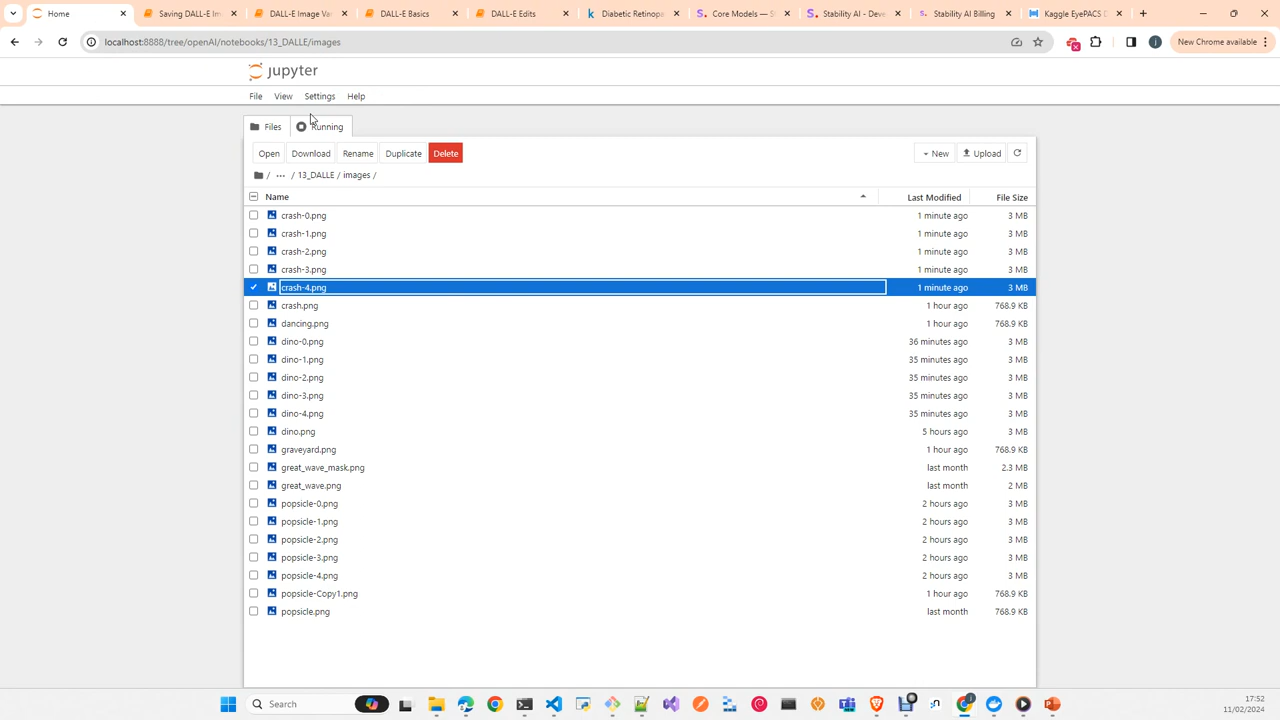 Home
Saving DALL-E Im
DALL-E Image Var
DALL-E Basics
DALL-E Edits
Diabetic Retinop
Core Models — S
Stability AI - Deve
Stability AI Billing
Kaggle EyePACS D
localhost:8888/tree/openAI/notebooks/13_DALLE/images
New Chrome available
jupyter
File View Settings Help
Files Running
Open Download Rename Duplicate Delete New Upload
/ ... / 13_DALLE / images /
Name Last Modified File Size
crash-0.png 1 minute ago 3 MB
crash-1.png 1 minute ago 3 MB
crash-2.png 1 minute ago 3 MB
crash-3.png 1 minute ago 3 MB
crash-4.png 1 minute ago 3 MB
crash.png 1 hour ago 768.9 KB
dancing.png 1 hour ago 768.9 KB
dino-0.png 36 minutes ago 3 MB
dino-1.png 35 minutes ago 3 MB
dino-2.png 35 minutes ago 3 MB
dino-3.png 35 minutes ago 3 MB
dino-4.png 35 minutes ago 3 MB
dino.png 5 hours ago 3 MB
graveyard.png 1 hour ago 768.9 KB
great_wave_mask.png last month 2.3 MB
great_wave.png last month 2 MB
popsicle-0.png 2 hours ago 3 MB
popsicle-1.png 2 hours ago 3 MB
popsicle-2.png 2 hours ago 3 MB
popsicle-3.png 2 hours ago 3 MB
popsicle-4.png 2 hours ago 3 MB
popsicle-Copy1.png 1 hour ago 768.9 KB
popsicle.png last month 768.9 KB
Search
17:52
11/02/2024